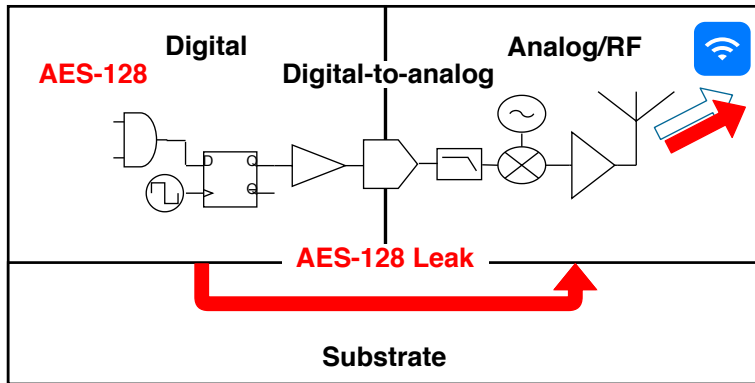 Digital
Analog/RF
AES-128
Digital-to-analog
D
Q
Q
AES-128 Leak
Substrate